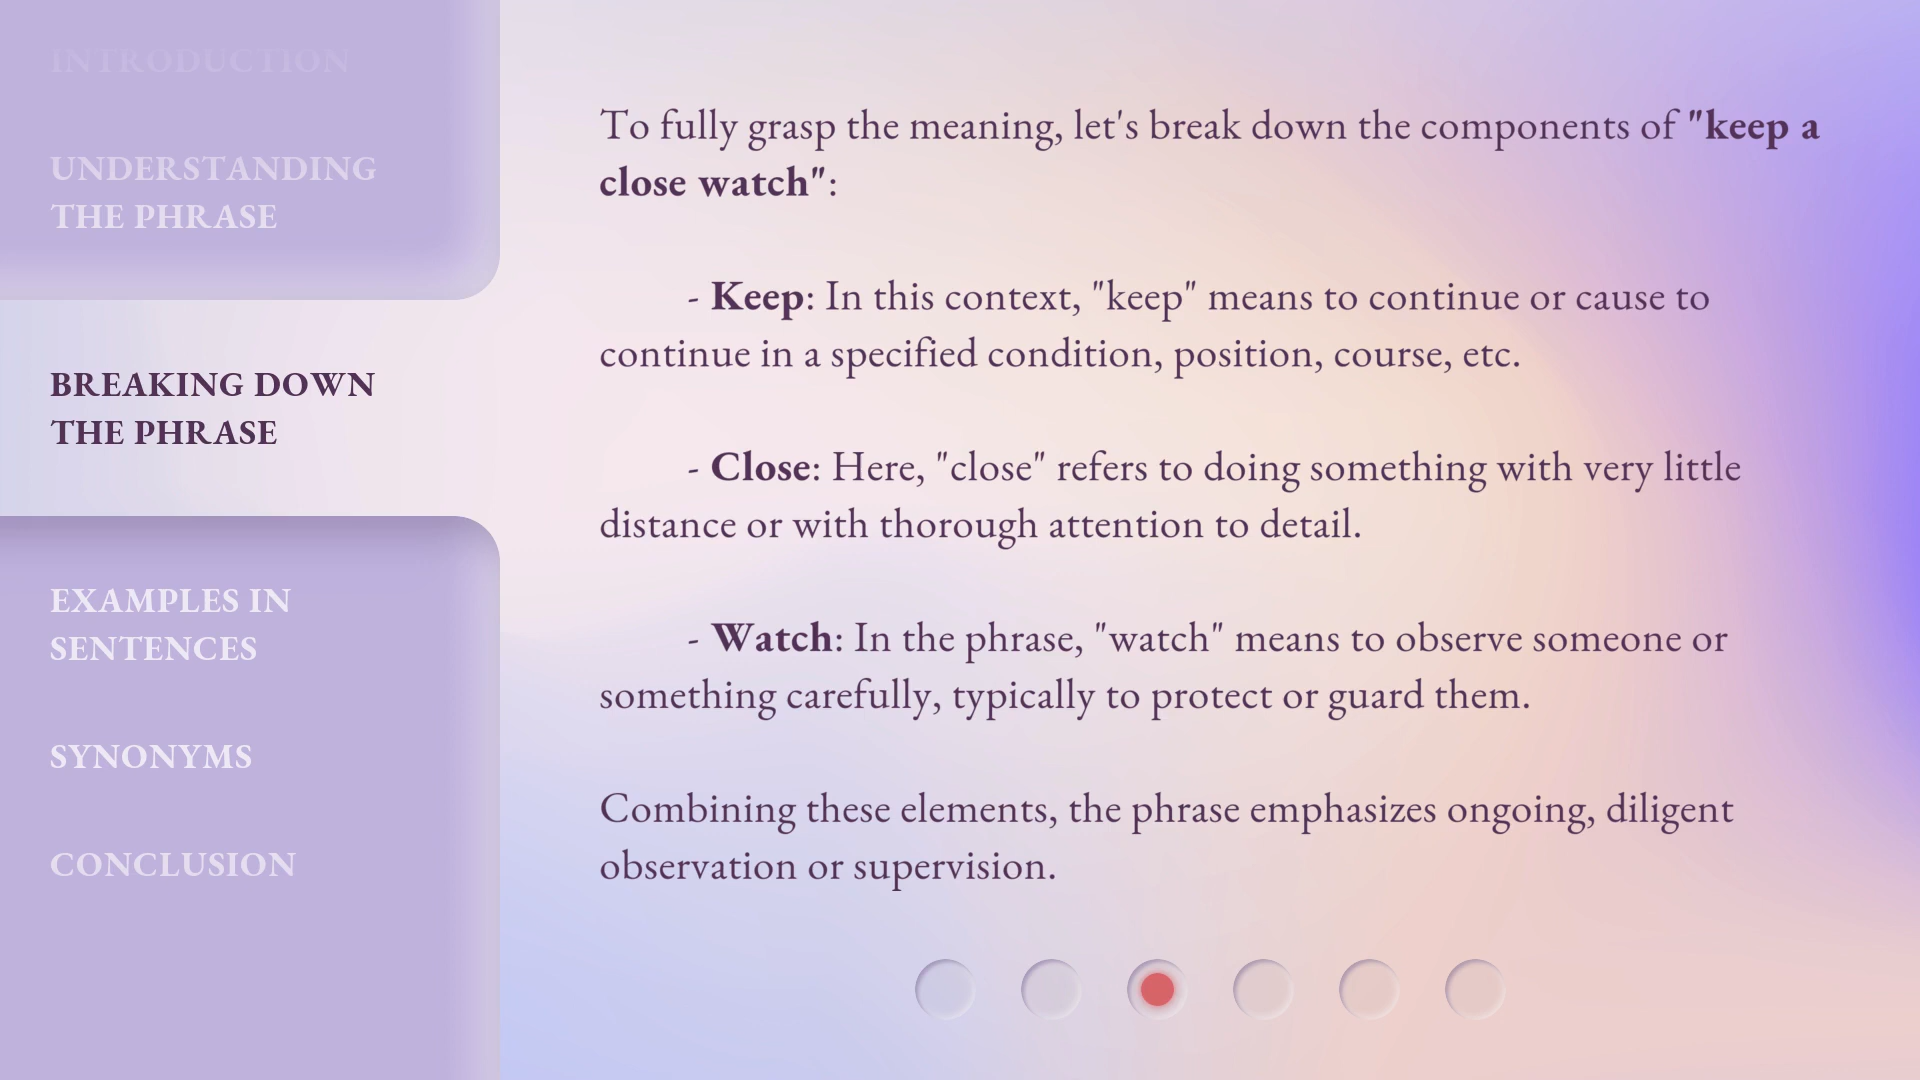 INTRODUCTION
UNDERSTANDING
THE PHRASE
BREAKING DOWN
THE PHRASE
EXAMPLES IN
SENTENCES
SYNONYMS
CONCLUSION
To fully grasp the meaning, let's break down the components of "keep a
close watch":
- Keep: In this context, "keep" means to continue or cause to
continue in a specified condition, position, course, etc.
- Close: Here, "close" refers to doing something with very little
distance or with thorough attention to detail.
- Watch: In the phrase, "watch" means to observe someone or
something carefully, typically to protect or guard them.
Combining these elements, the phrase emphasizes ongoing, diligent
observation or supervision.